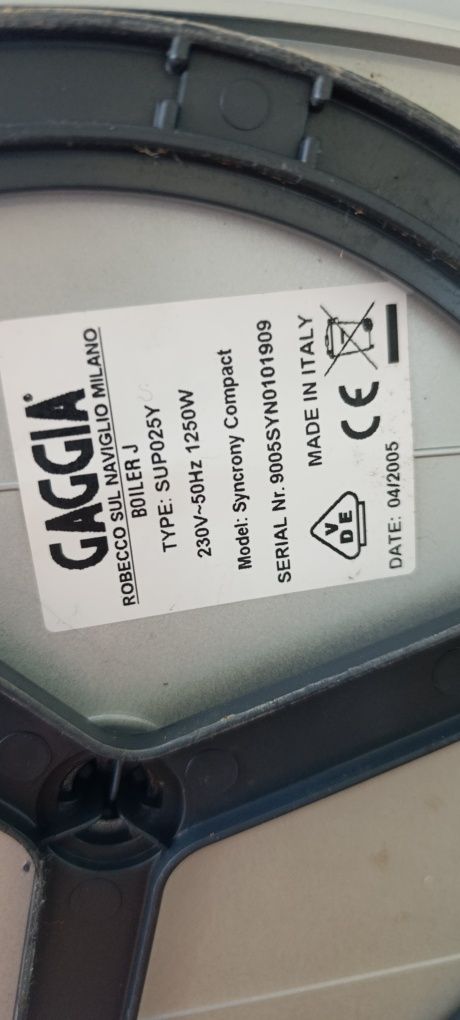 GAGGIA®
ROBECCO SUL NAVIGLIO MILANO
BOILER J
TYPE: SUP025Y
230V~50Hz 1250W
Model: Syncrony Compact
SERIAL Nr. 9005SYN0101909
MADE IN ITALY
VDE CE
DATE: 04/2005